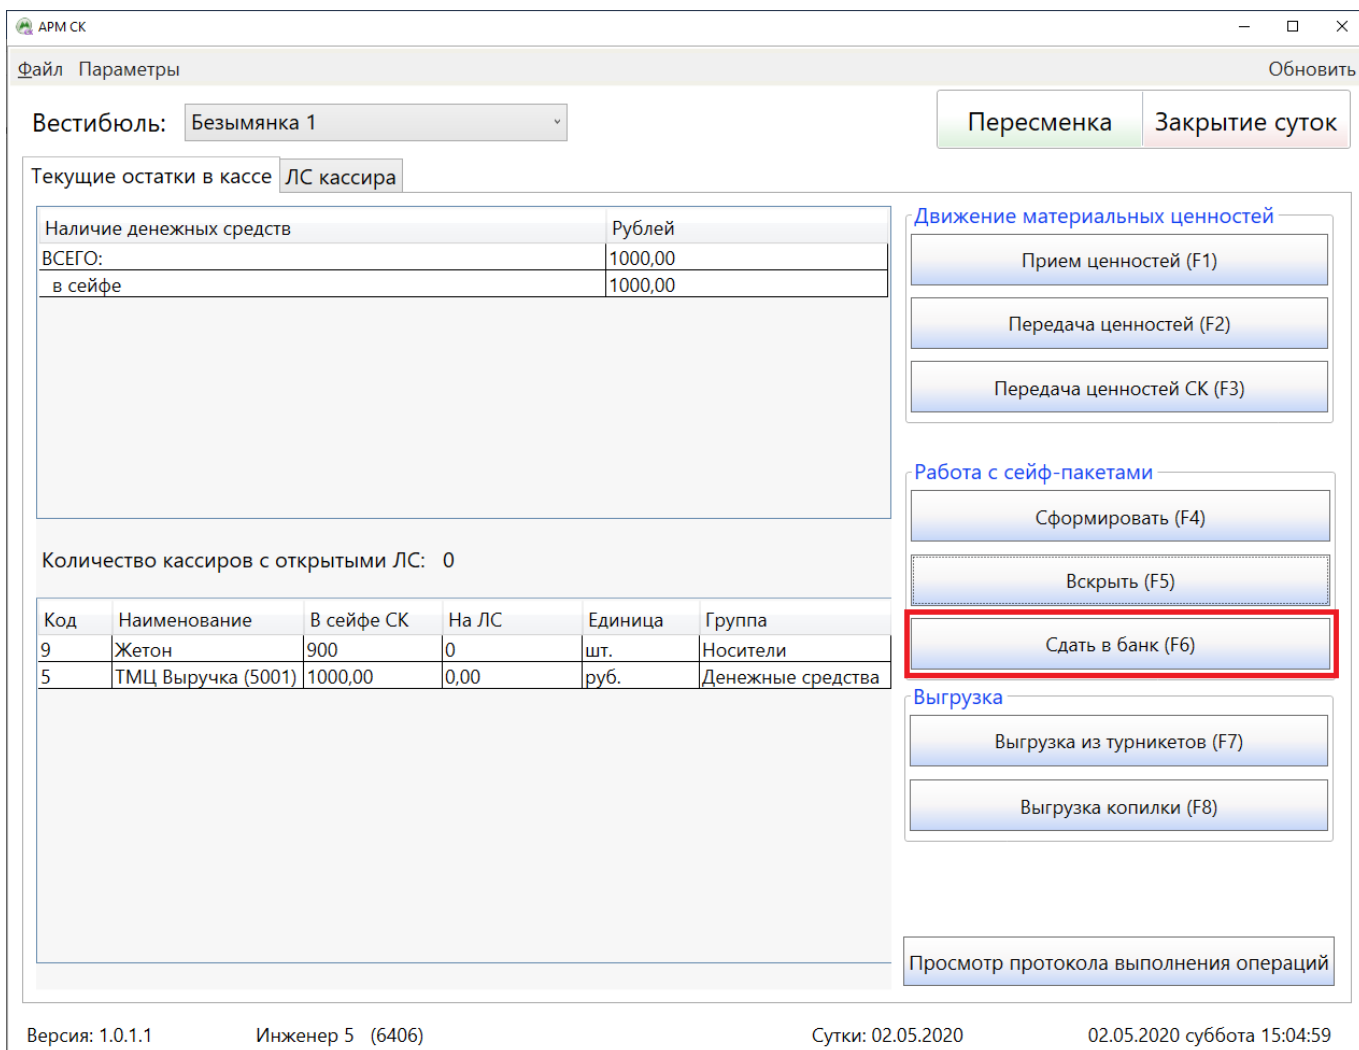 АРМ СК
Файл Параметры Обновить
Вестибюль: Безымянка 1 Пересменка Закрытие суток
Текущие остатки в кассе ЛС кассира
Наличие денежных средств Рублей
ВСЕГО: 1000,00
в сейфе 1000,00
Количество кассиров с открытыми ЛС: 0
Код Наименование В сейфе СК На ЛС Единица Группа
9 Жетон 900 0 шт. Носители
5 ТМЦ Выручка (5001) 1000,00 0,00 руб. Денежные средства
Движение материальных ценностей
Прием ценностей (F1)
Передача ценностей (F2)
Передача ценностей СК (F3)
Работа с сейф-пакетами
Сформировать (F4)
Вскрыть (F5)
Сдать в банк (F6)
Выгрузка
Выгрузка из турникетов (F7)
Выгрузка копилки (F8)
Просмотр протокола выполнения операций
Версия: 1.0.1.1 Инженер 5 (6406) Сутки: 02.05.2020 02.05.2020 суббота 15:04:59